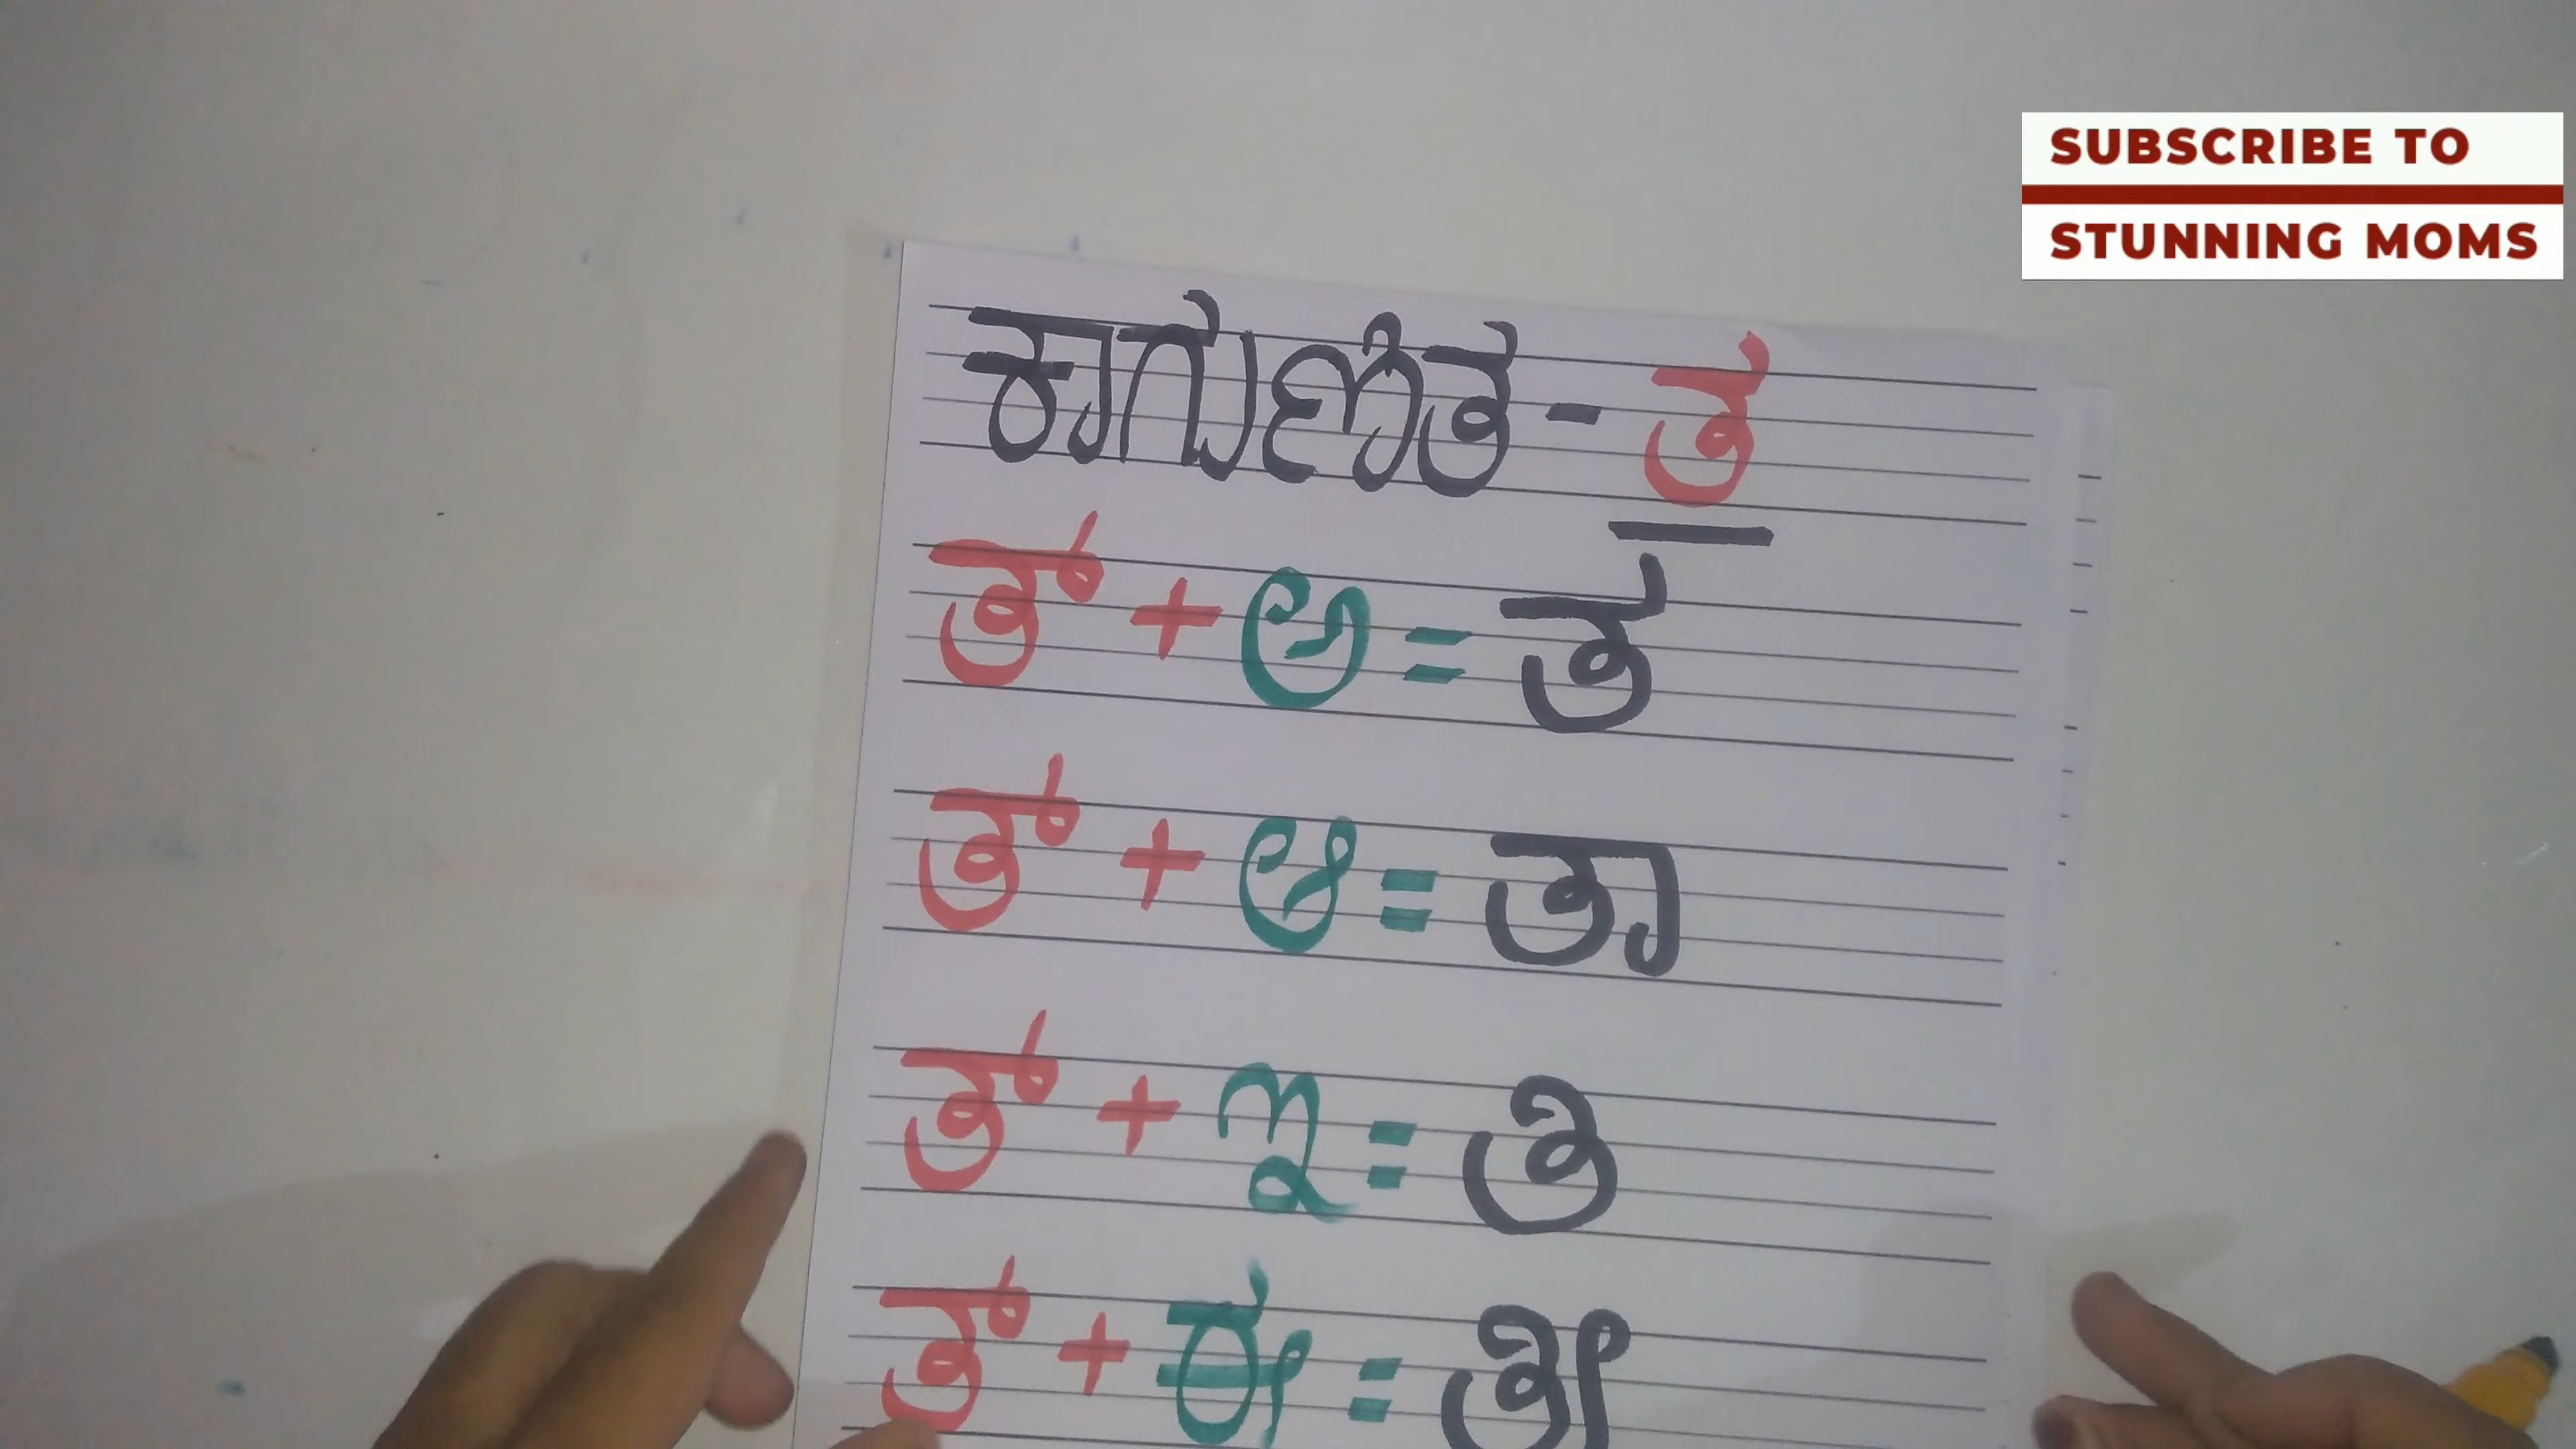 SUBSCRIBE TO
STUNNING MOMS
ಕಾಗುಣಿತ - ತ
ತ್ + ಅ = ತ
ತ್ + ಆ = ತಾ
ತ್ + ಇ = ತಿ
ತ್ + ಈ = ತೀ